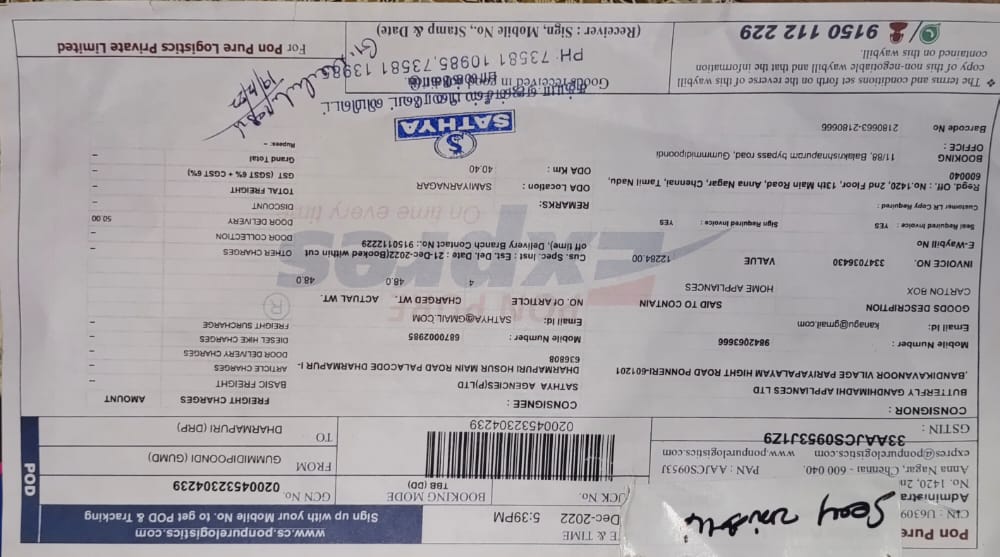 Pon Pure
CIN : U6309
Administra
No. 1420, 2n
Anna Nagar, Chennai - 600 040.
PAN : AAJCS0953J
expres@ponpurelogistics.com
www.ponpurelogistics.com
GSTIN :
33AAJCS0953J1Z9
E & TIME
Dec-2022 5:39PM
JCK No.
BOOKING MODE
TBB (DD)
02004532304239
www.cs.ponpurelogistics.com
Sign up with your Mobile No. to get POD & Tracking
GCN No.
02004532304239
FROM
GUMMIDIPOONDI (GUMD)
TO
DHARMAPURI (DRP)
POD
CONSIGNOR :
BUTTERFLY GANDHIMADHI APPLIANCES LTD
,BANDIKAVANOOR VILAGE PARIYAPALAYAM HIGHT ROAD PONNERI-601201
Mobile Number : 9842063666
Email Id : kanagu@gmail.com
CONSIGNEE :
SATHYA AGENCIES(P)LTD
DHARMAPURI HOSUR MAIN ROAD PALACOAD DHARMAPUR-I-
636808
Mobile Number : 6870002985
Email Id: SATHYA@GMAIL.COM
FREIGHT CHARGES AMOUNT
BASIC FREIGHT -
ARTICLE CHARGES -
DOOR DELIVERY CHARGES -
DIESEL HIKE CHARGES -
FREIGHT SURCHARGE -
OTHER CHARGES -
DOOR COLLECTION -
DOOR DELIVERY 50.00
DISCOUNT -
TOTAL FREIGHT -
GST (SGST 6% + CGST 6%) -
Grand Total -
Rupees: -
GOODS DESCRIPTION SAID TO CONTAIN
CARTON BOX HOME APPLIANCES
NO. Of ARTICLE CHARGED WT. ACTUAL WT.
4 48.0 48.0
INVOICE NO. 3347036430 VALUE 12284.00
E-Waybill No
Seal Required Invoice : YES Sign Required Invoice : YES
Customer LR Copy Required :
Cus. Spec. Inst : Est. Del. Date : 21-Dec-2022(Booked within cut
off time), Delivery Branch Contact No.: 9150112229
REMARKS:
ODA Location : SAMIYARNAGAR
ODA Km : 40.40
PON PURE
Expres
On time every time
®
Regd. Off. : No.1420, 2nd Floor, 13th Main Road, Anna Nagar, Chennai, Tamil Nadu,
600040
BOOKING OFFICE : 11/88, Balakrishnapuram bypass road, Gummidipoondi
Barcode No 2180663-2180666
SATHYA
PH: 73581 10985,73581 13985
Goods received in good condition
(Receiver : Sign, Mobile No., Stamp & Date)
❖ The terms and conditions set forth on the reverse of this waybill
copy of this non-negotiable waybill and that the information
contained on this waybill.
9150 112 229
For Pon Pure Logistics Private Limited